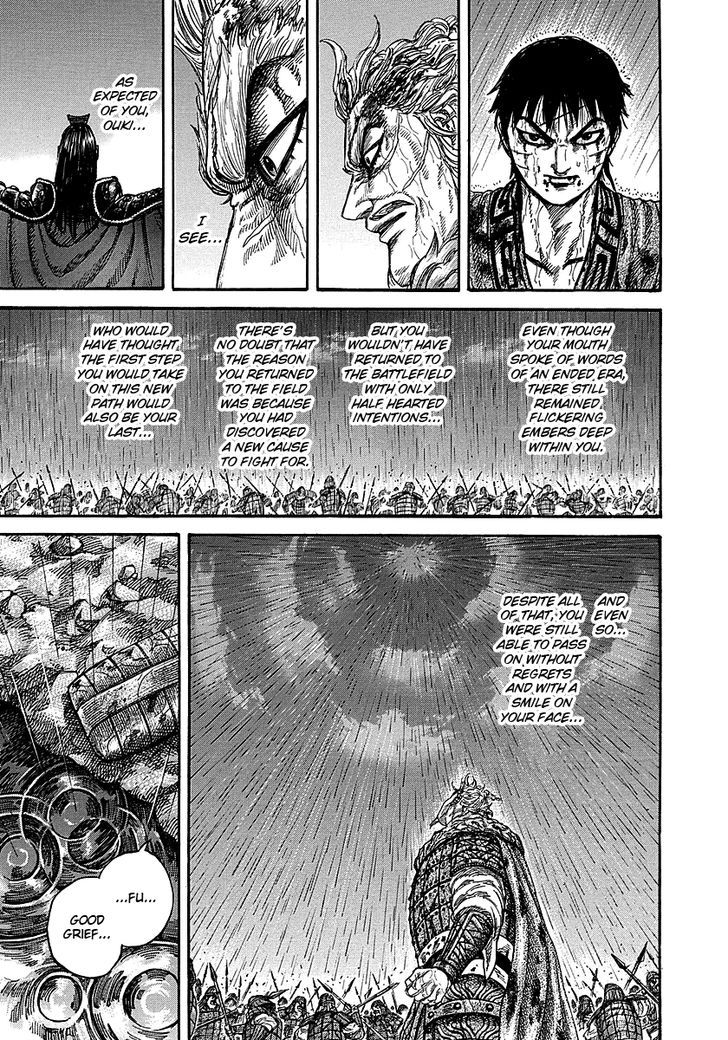 I
SEE...
AS
EXPECTED
OF YOU,
OUKI...
EVEN THOUGH
YOUR MOUTH
SPOKE OF WORDS
OF AN ENDED ERA,
THERE STILL
REMAINED
FLICKERING
EMBERS DEEP
WITHIN YOU.
BUT YOU
WOULDN'T HAVE
RETURNED TO
THE BATTLEFIELD
WITH ONLY
HALF HEARTED
INTENTIONS...
THERE'S
NO DOUBT THAT
THE REASON
YOU RETURNED
TO THE FIELD
WAS BECAUSE
YOU HAD
DISCOVERED
A NEW CAUSE
TO FIGHT FOR.
WHO WOULD
HAVE THOUGHT
THE FIRST STEP
YOU WOULD TAKE
ON THIS NEW
PATH WOULD
ALSO BE YOUR
LAST...
AND
EVEN
SO...
DESPITE ALL
OF THAT, YOU
WERE STILL
ABLE TO PASS
ON WITHOUT
REGRETS
AND WITH A
SMILE ON
YOUR FACE...
...FU...
GOOD
GRIEF...